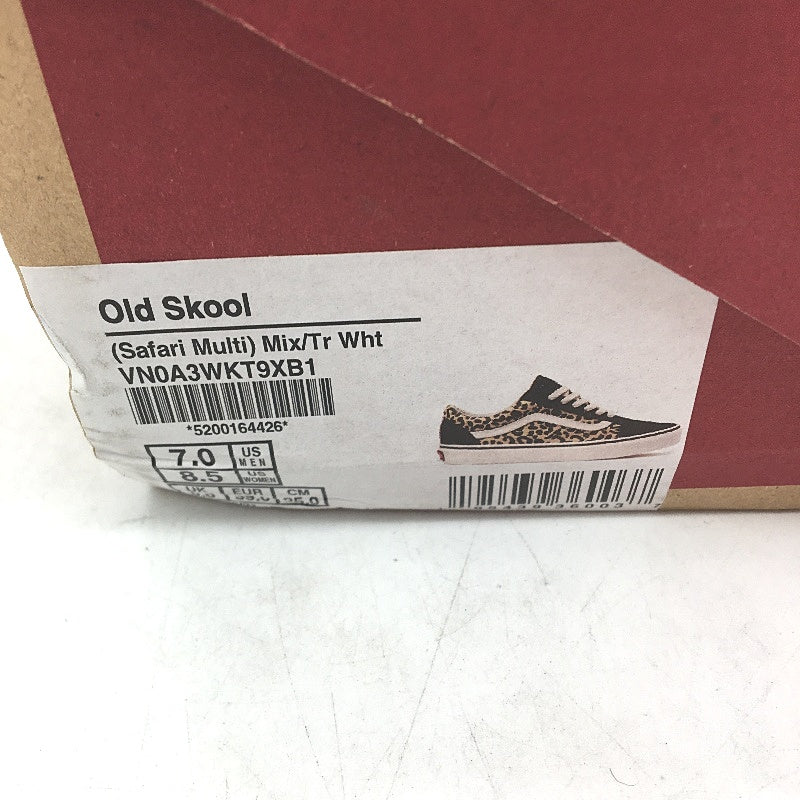 Old Skool
(Safari Multi) Mix/Tr Wht
VN0A3WKT9XB1
*5200164426*
7.0 US MEN
8.5 US WOMEN
UK EUR CM